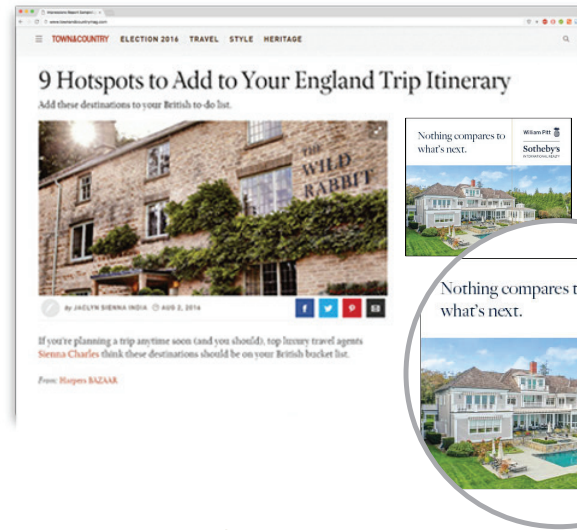 www.townandcountrymag.com
TOWN&COUNTRY ELECTION 2016 TRAVEL STYLE HERITAGE
9 Hotspots to Add to Your England Trip Itinerary
Add these destinations to your British to-do list.
THE
WILD
RABBIT
By JACLYN SIENNA INDIA AUG 2, 2016
If you're planning a trip anytime soon (and you should), top luxury travel agents
Sienna Charles think these destinations should be on your British bucket list.
From: Harpers BAZAAR
Nothing compares to
what's next.
William Pitt
Sotheby's
INTERNATIONAL REALTY
Nothing compares t
what's next.